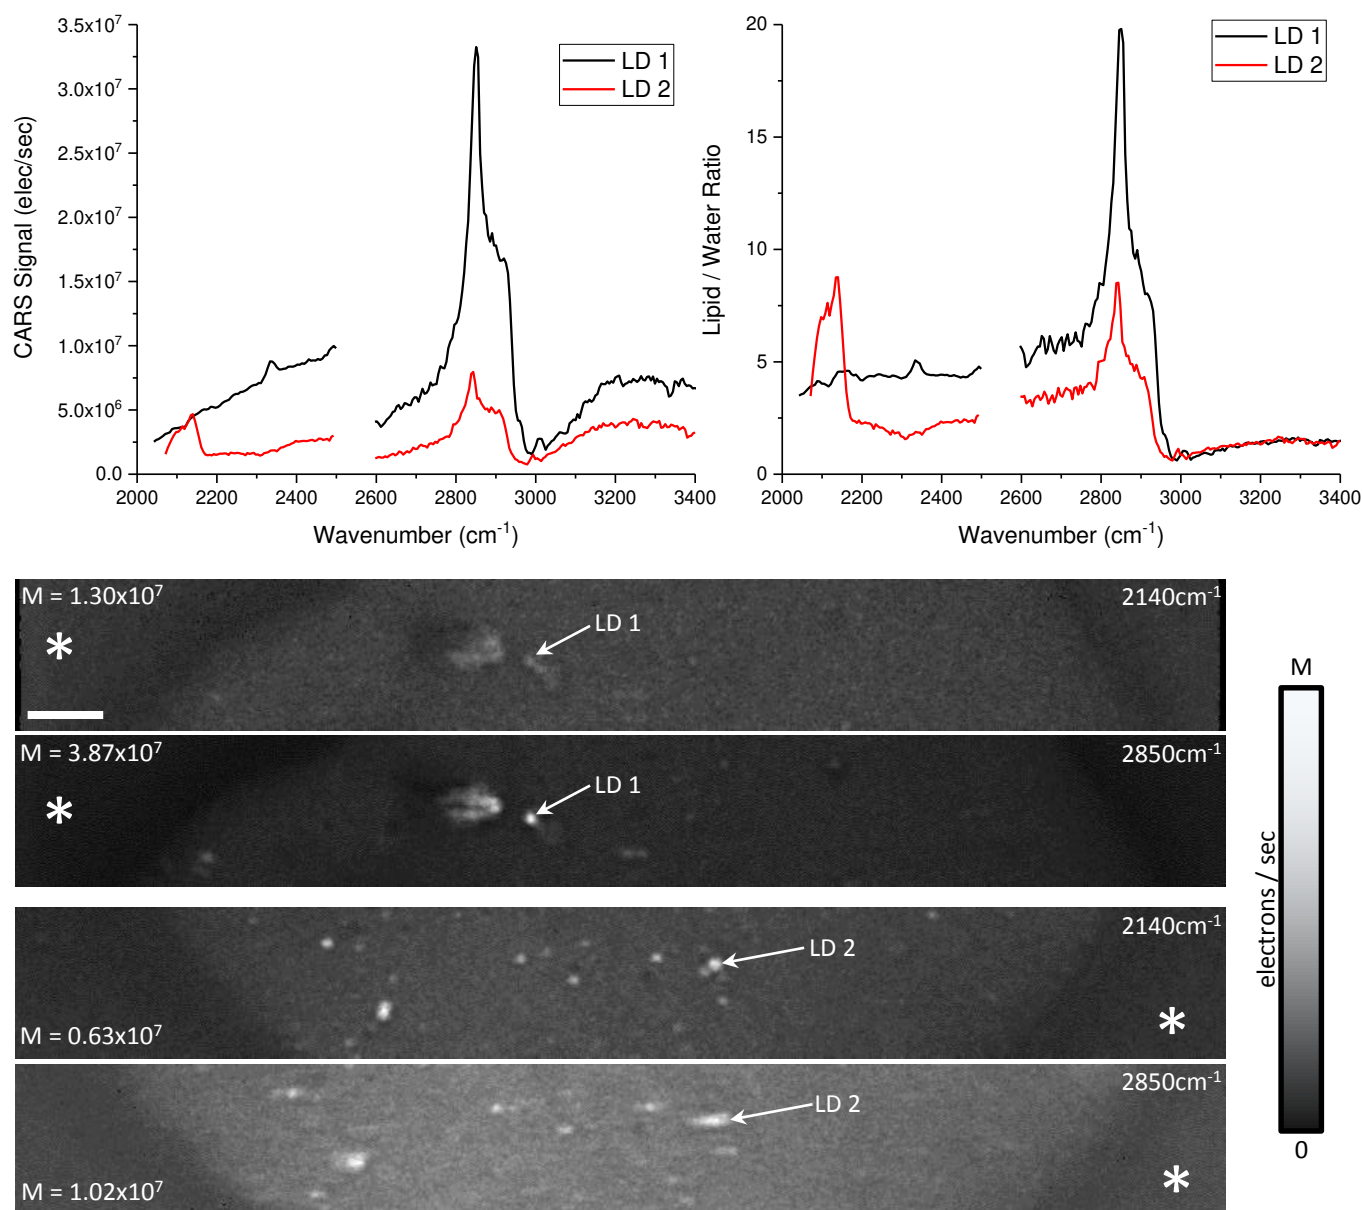 3.5x10⁷
3.0x10⁷
2.5x10⁷
2.0x10⁷
1.5x10⁷
1.0x10⁷
5.0x10⁶
0.0
CARS Signal (elec/sec)
2000 2200 2400 2600 2800 3000 3200 3400
Wavenumber (cm⁻¹)
LD 1
LD 2
20
15
10
5
0
Lipid / Water Ratio
2000 2200 2400 2600 2800 3000 3200 3400
Wavenumber (cm⁻¹)
LD 1
LD 2
M = 1.30x10⁷
2140cm⁻¹
LD 1
*
M = 3.87x10⁷
2850cm⁻¹
LD 1
*
2140cm⁻¹
LD 2
*
M = 0.63x10⁷
2850cm⁻¹
LD 2
*
M = 1.02x10⁷
M
electrons / sec
0